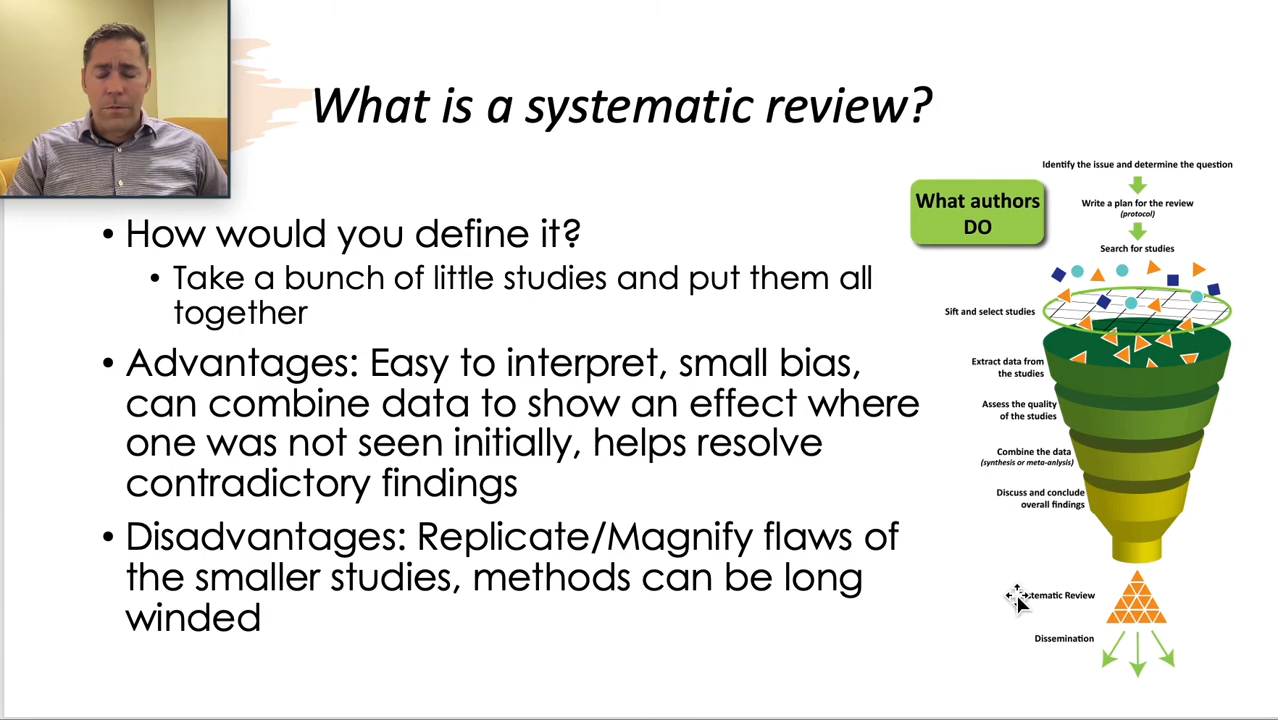 What is a systematic review?
• How would you define it?
• Take a bunch of little studies and put them all
together
• Advantages: Easy to interpret, small bias,
can combine data to show an effect where
one was not seen initially, helps resolve
contradictory findings
• Disadvantages: Replicate/Magnify flaws of
the smaller studies, methods can be long
winded
What authors
DO
Identify the issue and determine the question
Write a plan for the review
(protocol)
Search for studies
Sift and select studies
Extract data from
the studies
Assess the quality
of the studies
Combine the data
(synthesis or meta-anlysis)
Discuss and conclude
overall findings
tematic Review
Dissemination